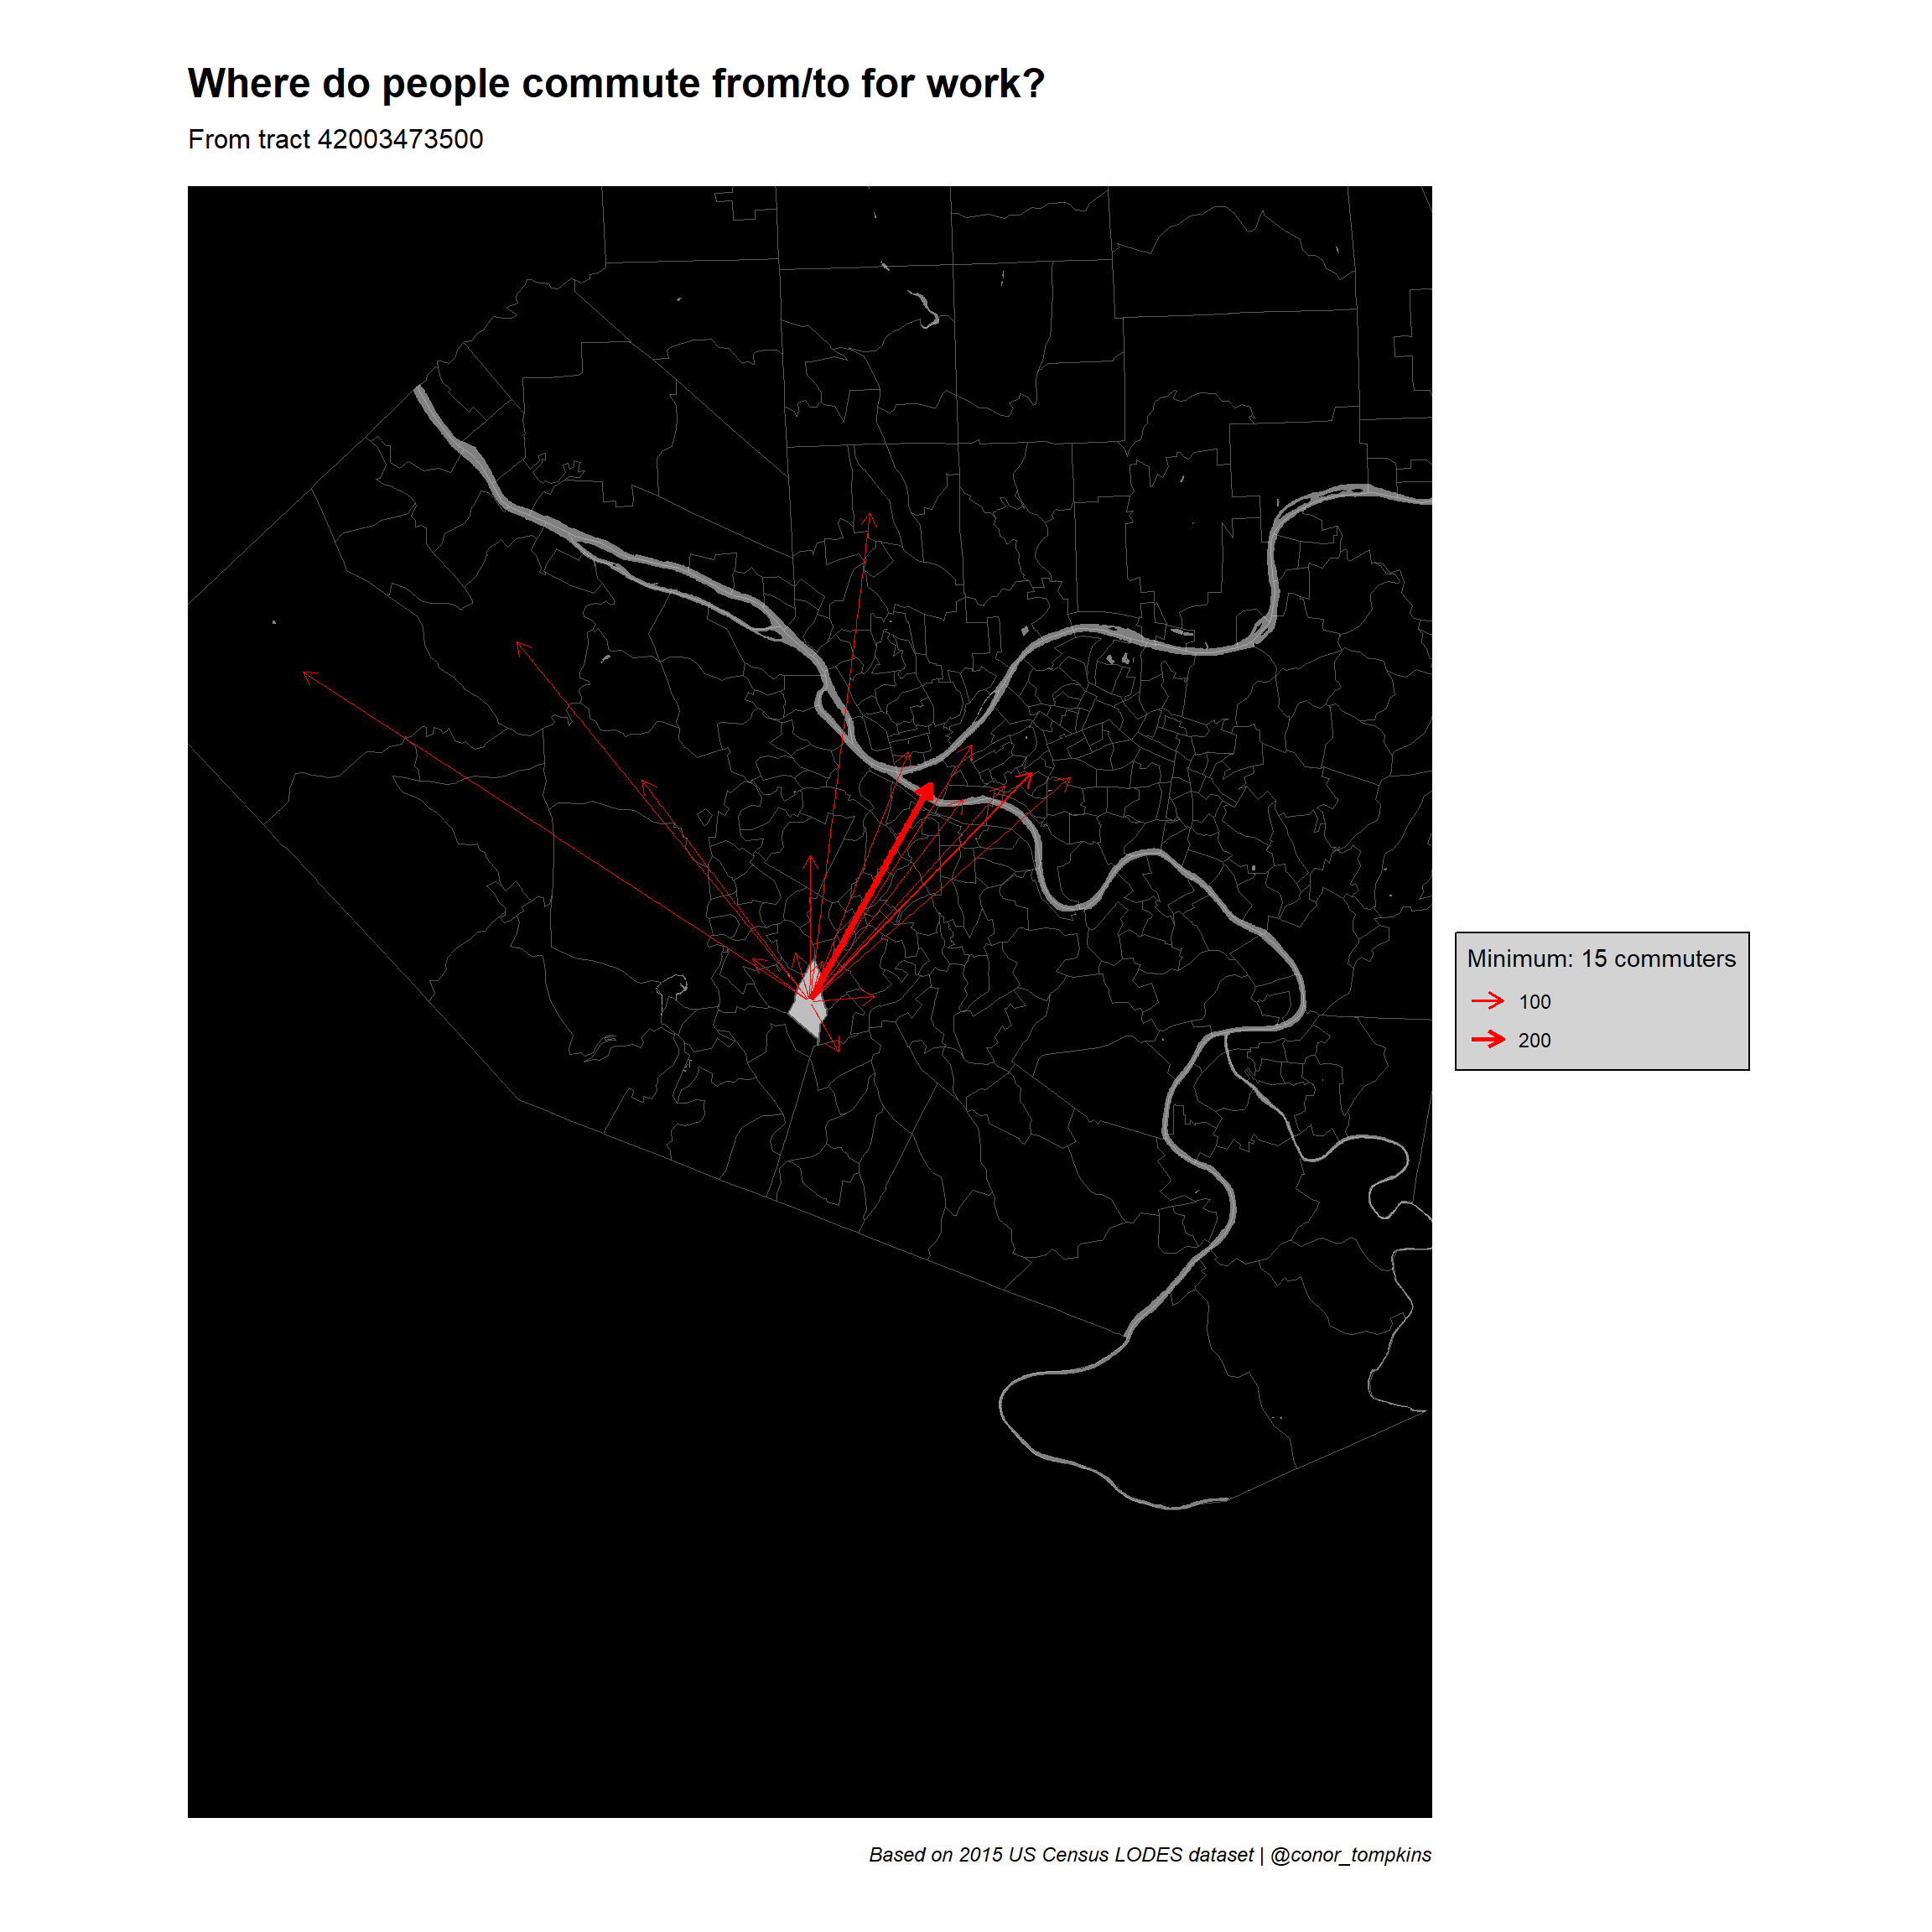 Where do people commute from/to for work?
From tract 42003473500
Minimum: 15 commuters
100
200
Based on 2015 US Census LODES dataset | @conor_tompkins